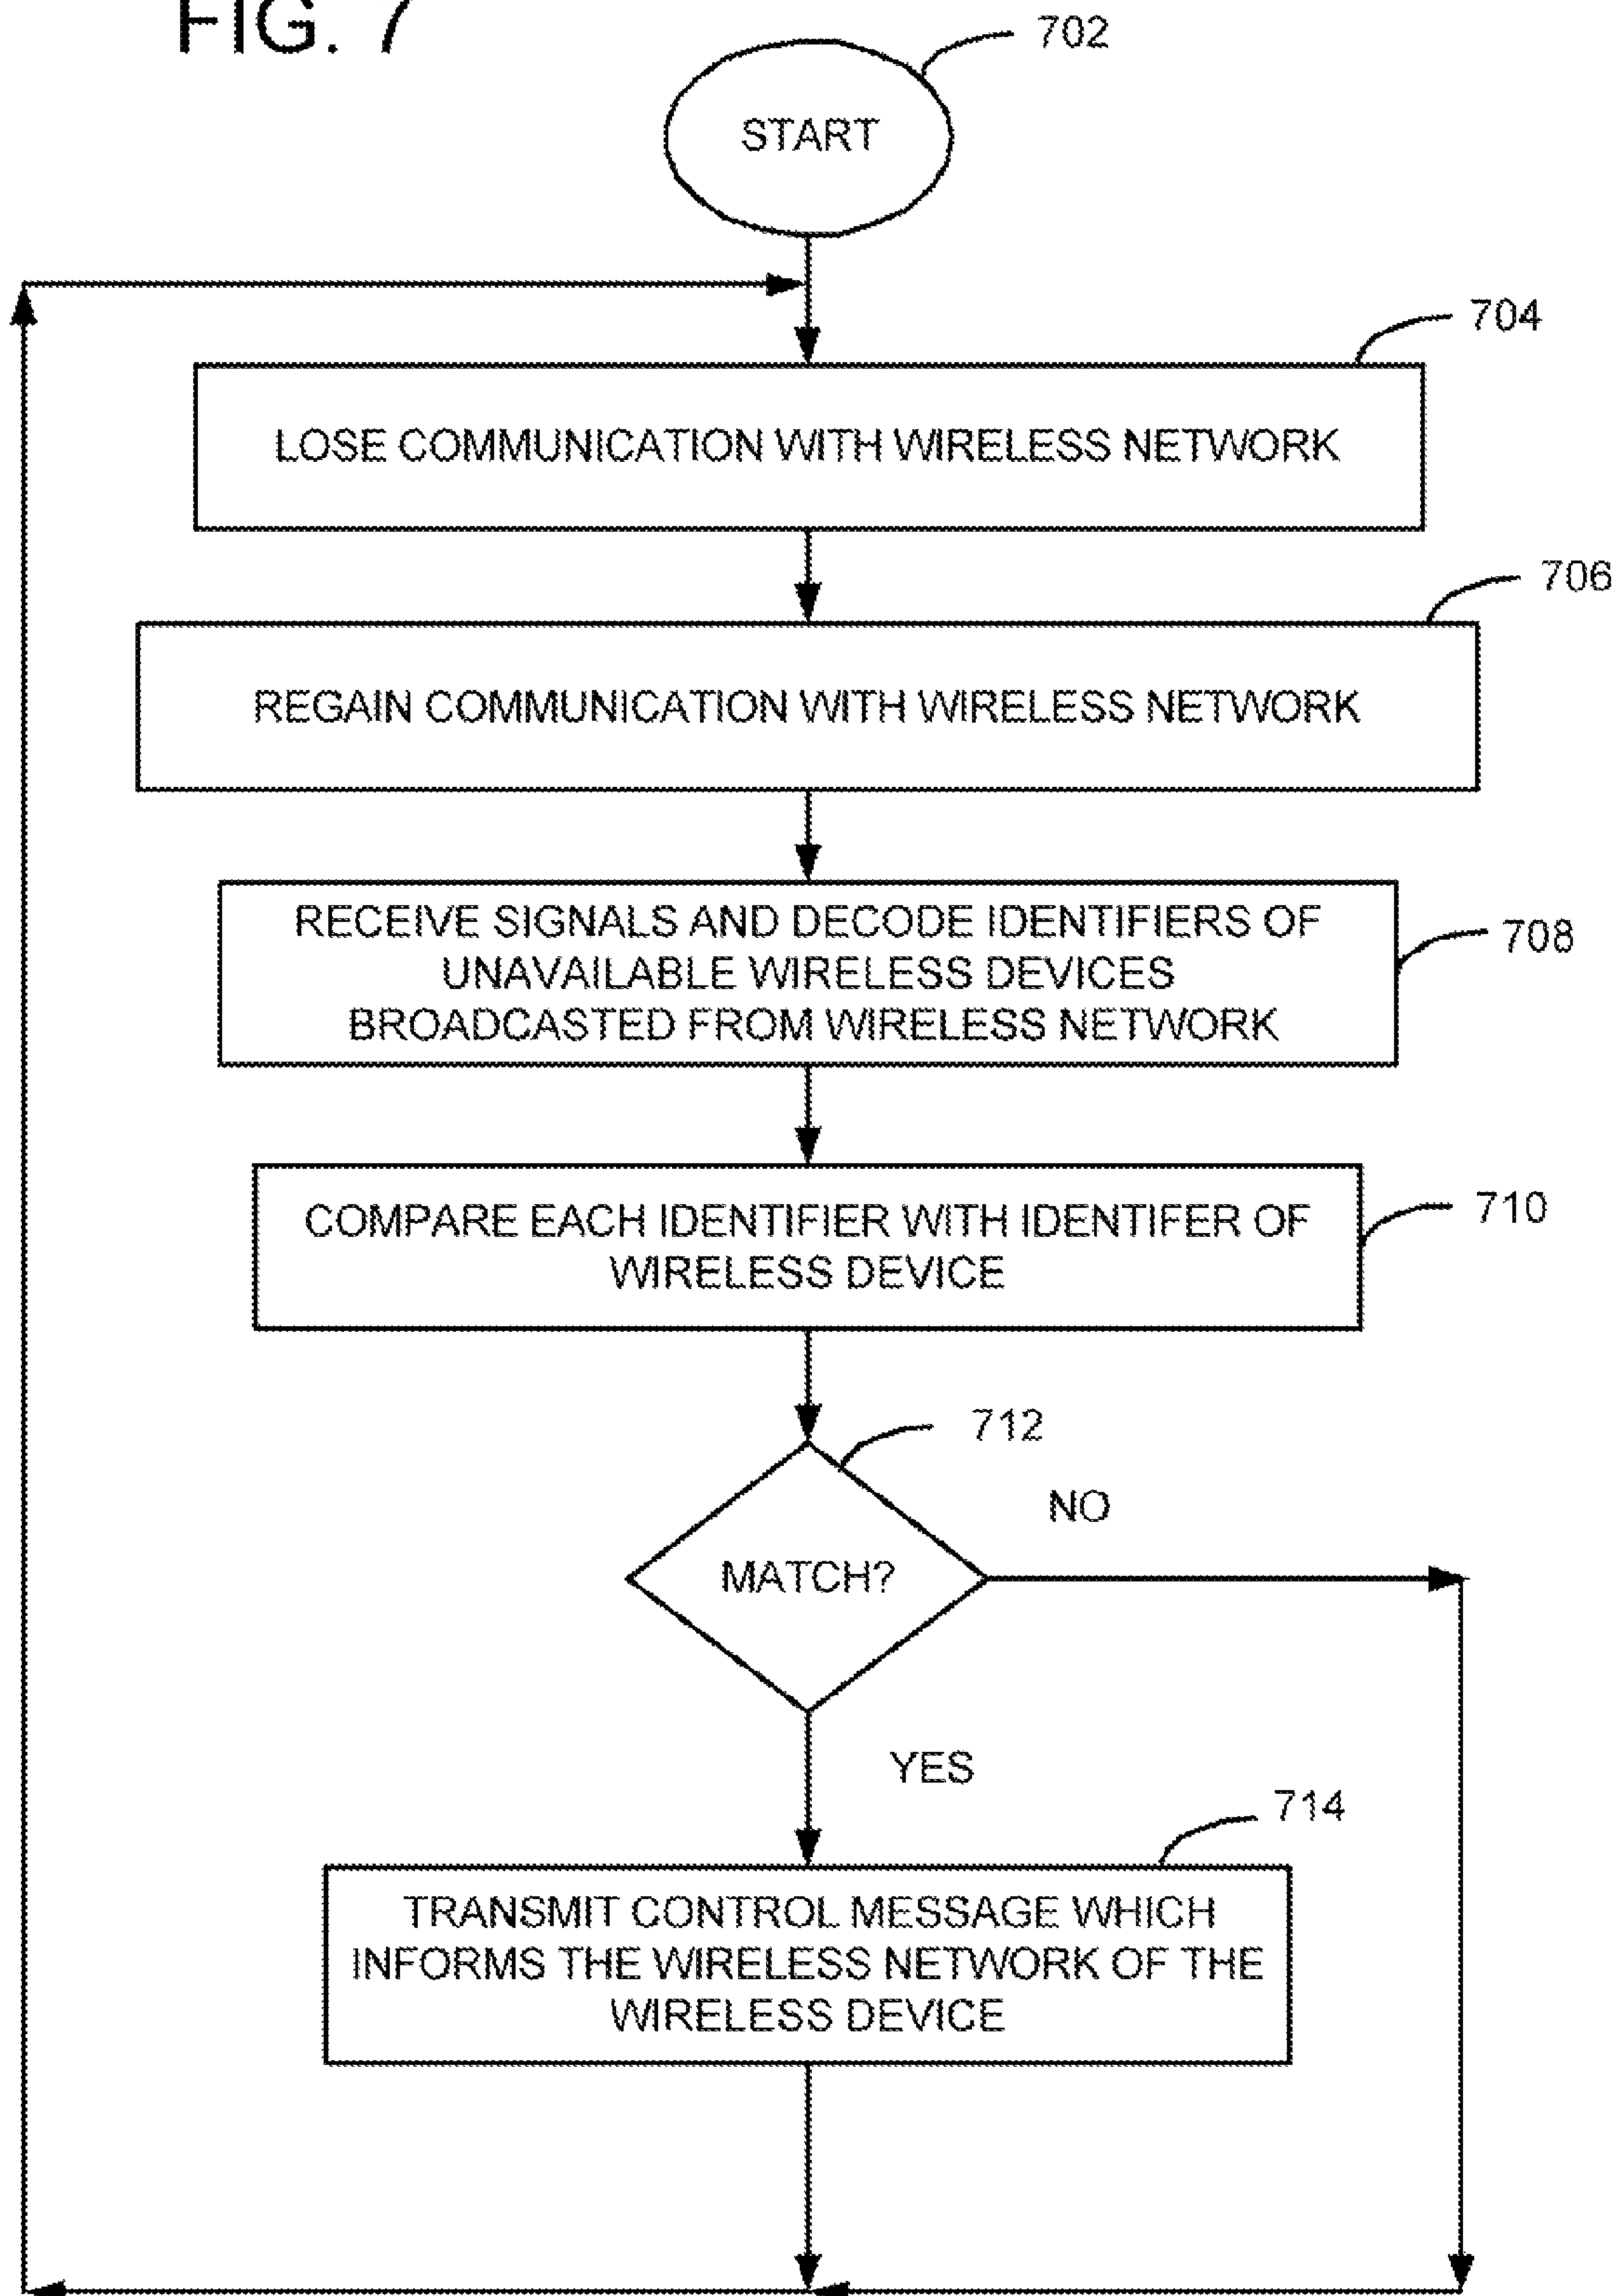 FIG. 7
702
START
704
LOSE COMMUNICATION WITH WIRELESS NETWORK
706
REGAIN COMMUNICATION WITH WIRELESS NETWORK
RECEIVE SIGNALS AND DECODE IDENTIFIERS OF
UNAVAILABLE WIRELESS DEVICES
BROADCASTED FROM WIRELESS NETWORK
708
COMPARE EACH IDENTIFIER WITH IDENTIFER OF
WIRELESS DEVICE
710
712
NO
MATCH?
YES
714
TRANSMIT CONTROL MESSAGE WHICH
INFORMS THE WIRELESS NETWORK OF THE
WIRELESS DEVICE